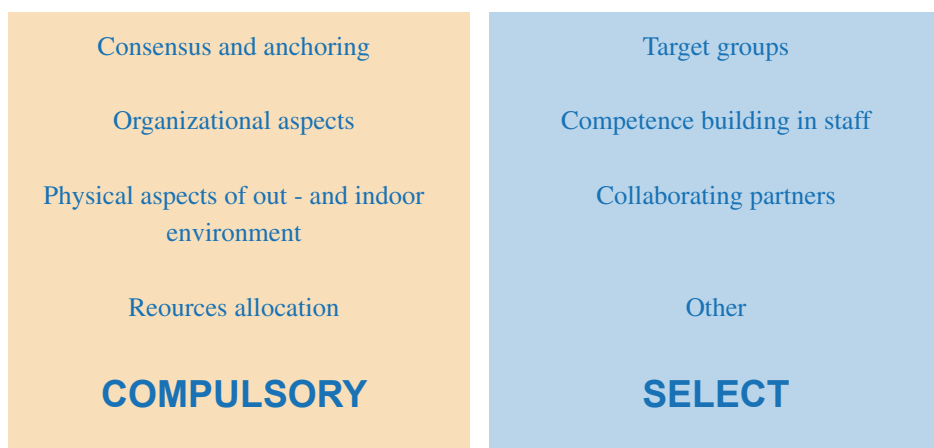 Consensus and anchoring
Organizational aspects
Physical aspects of out - and indoor
environment
Reources allocation
COMPULSORY
Target groups
Competence building in staff
Collaborating partners
Other
SELECT